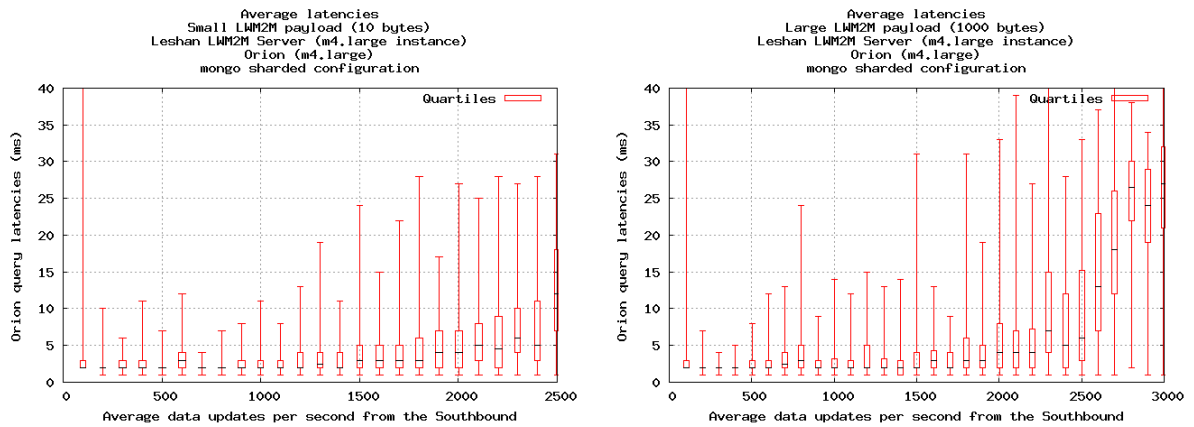 Average latencies
Small LWM2M payload (10 bytes)
Leshan LWM2M Server (m4.large instance)
Orion (m4.large)
mongo sharded configuration
Quartiles
Orion query latencies (ms)
40
35
30
25
20
15
10
5
0
0 500 1000 1500 2000 2500
Average data updates per second from the Southbound
Average latencies
Large LWM2M payload (1000 bytes)
Leshan LWM2M Server (m4.large instance)
Orion (m4.large)
mongo sharded configuration
Quartiles
Orion query latencies (ms)
40
35
30
25
20
15
10
5
0
0 500 1000 1500 2000 2500 3000
Average data updates per second from the Southbound